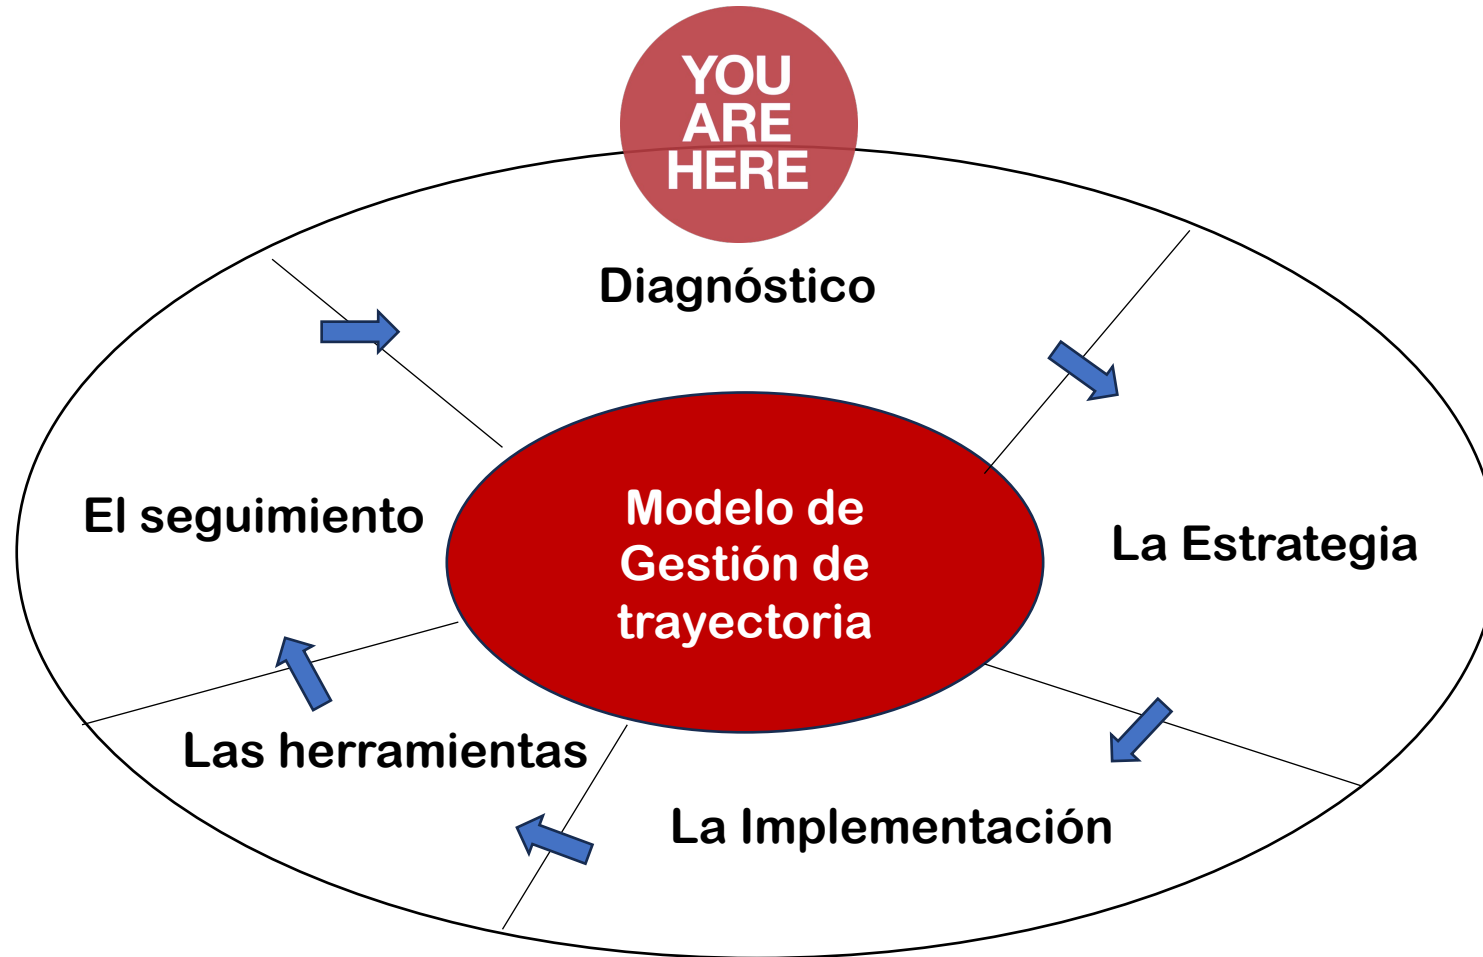 YOU
ARE
HERE
Diagnóstico
El seguimiento
Modelo de
Gestión de
trayectoria
La Estrategia
Las herramientas
La Implementación